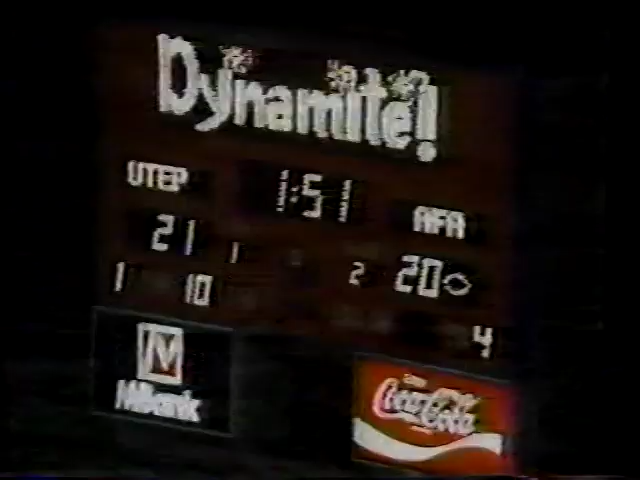 Dynamite!
UTEP 1:51 AFA
21 1 2 20
1 10 4
M
MBank
Coca-Cola